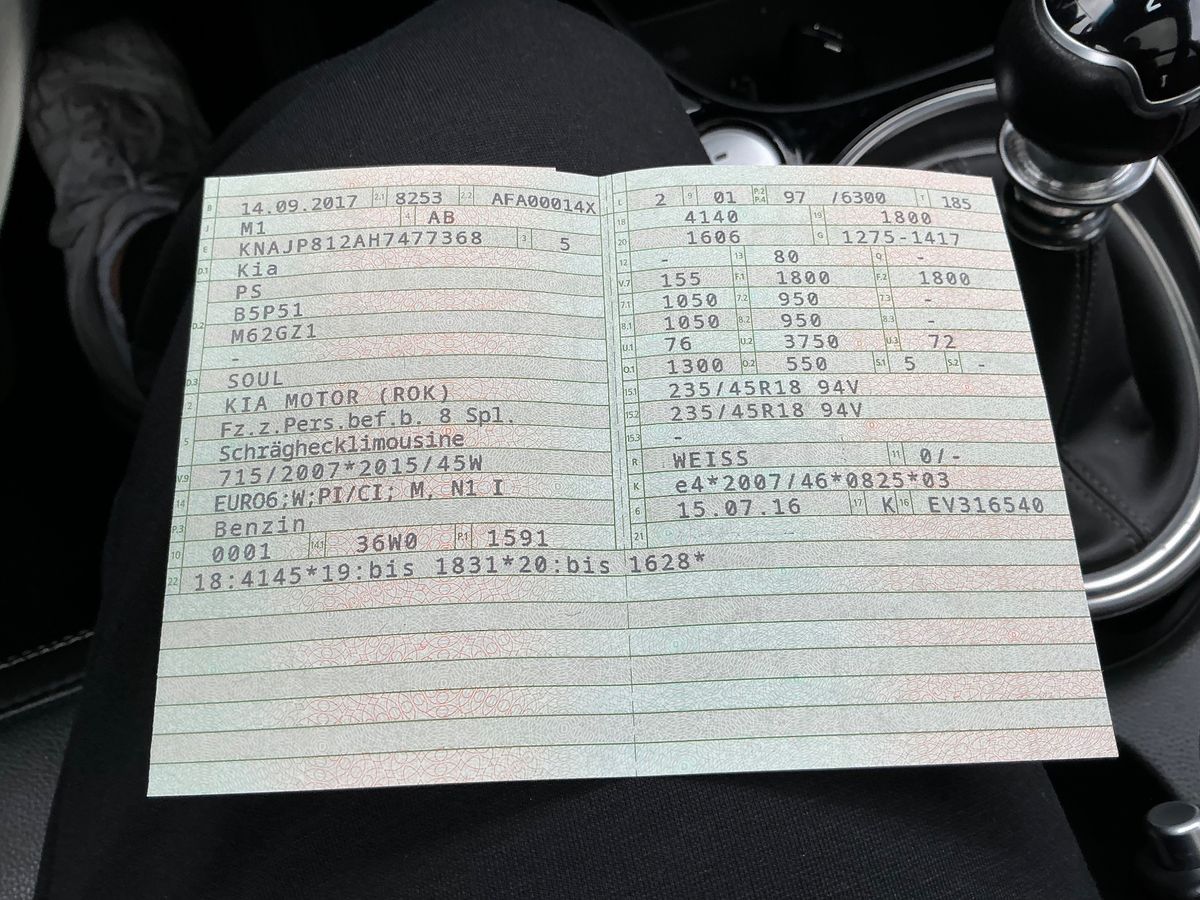 B 14.09.2017 2.1 8253 2.2 AFA00014X
J M1 4 AB
E KNAJP812AH7477368 3 5
D.1 Kia
PS
B5P51
D.2 M62GZ1
-
D.3 SOUL
2 KIA MOTOR (ROK)
Fz.z.Pers.bef.b. 8 Spl.
5 Schräghecklimousine
V.9 715/2007*2015/45W
14 EURO6;W;PI/CI; M, N1 I
P.3 Benzin
10 0001 14.1 36W0 P.1 1591
L 2 9 01 P.2 P.4 97 /6300 T 185
18 4140 19 1800
20 1606 G 1275-1417
12 - 13 80 Q -
V.7 155 F.1 1800 F.2 1800
7.1 1050 7.2 950 7.3 -
8.1 1050 8.2 950 8.3 -
U.1 76 U.2 3750 U.3 72
O.1 1300 O.2 550 S.1 5 S.2 -
15.1 235/45R18 94V
15.2 235/45R18 94V
15.3 -
R WEISS 11 0/-
K e4*2007/46*0825*03
6 15.07.16 17 K 16 EV316540
21
22 18:4145*19:bis 1831*20:bis 1628*